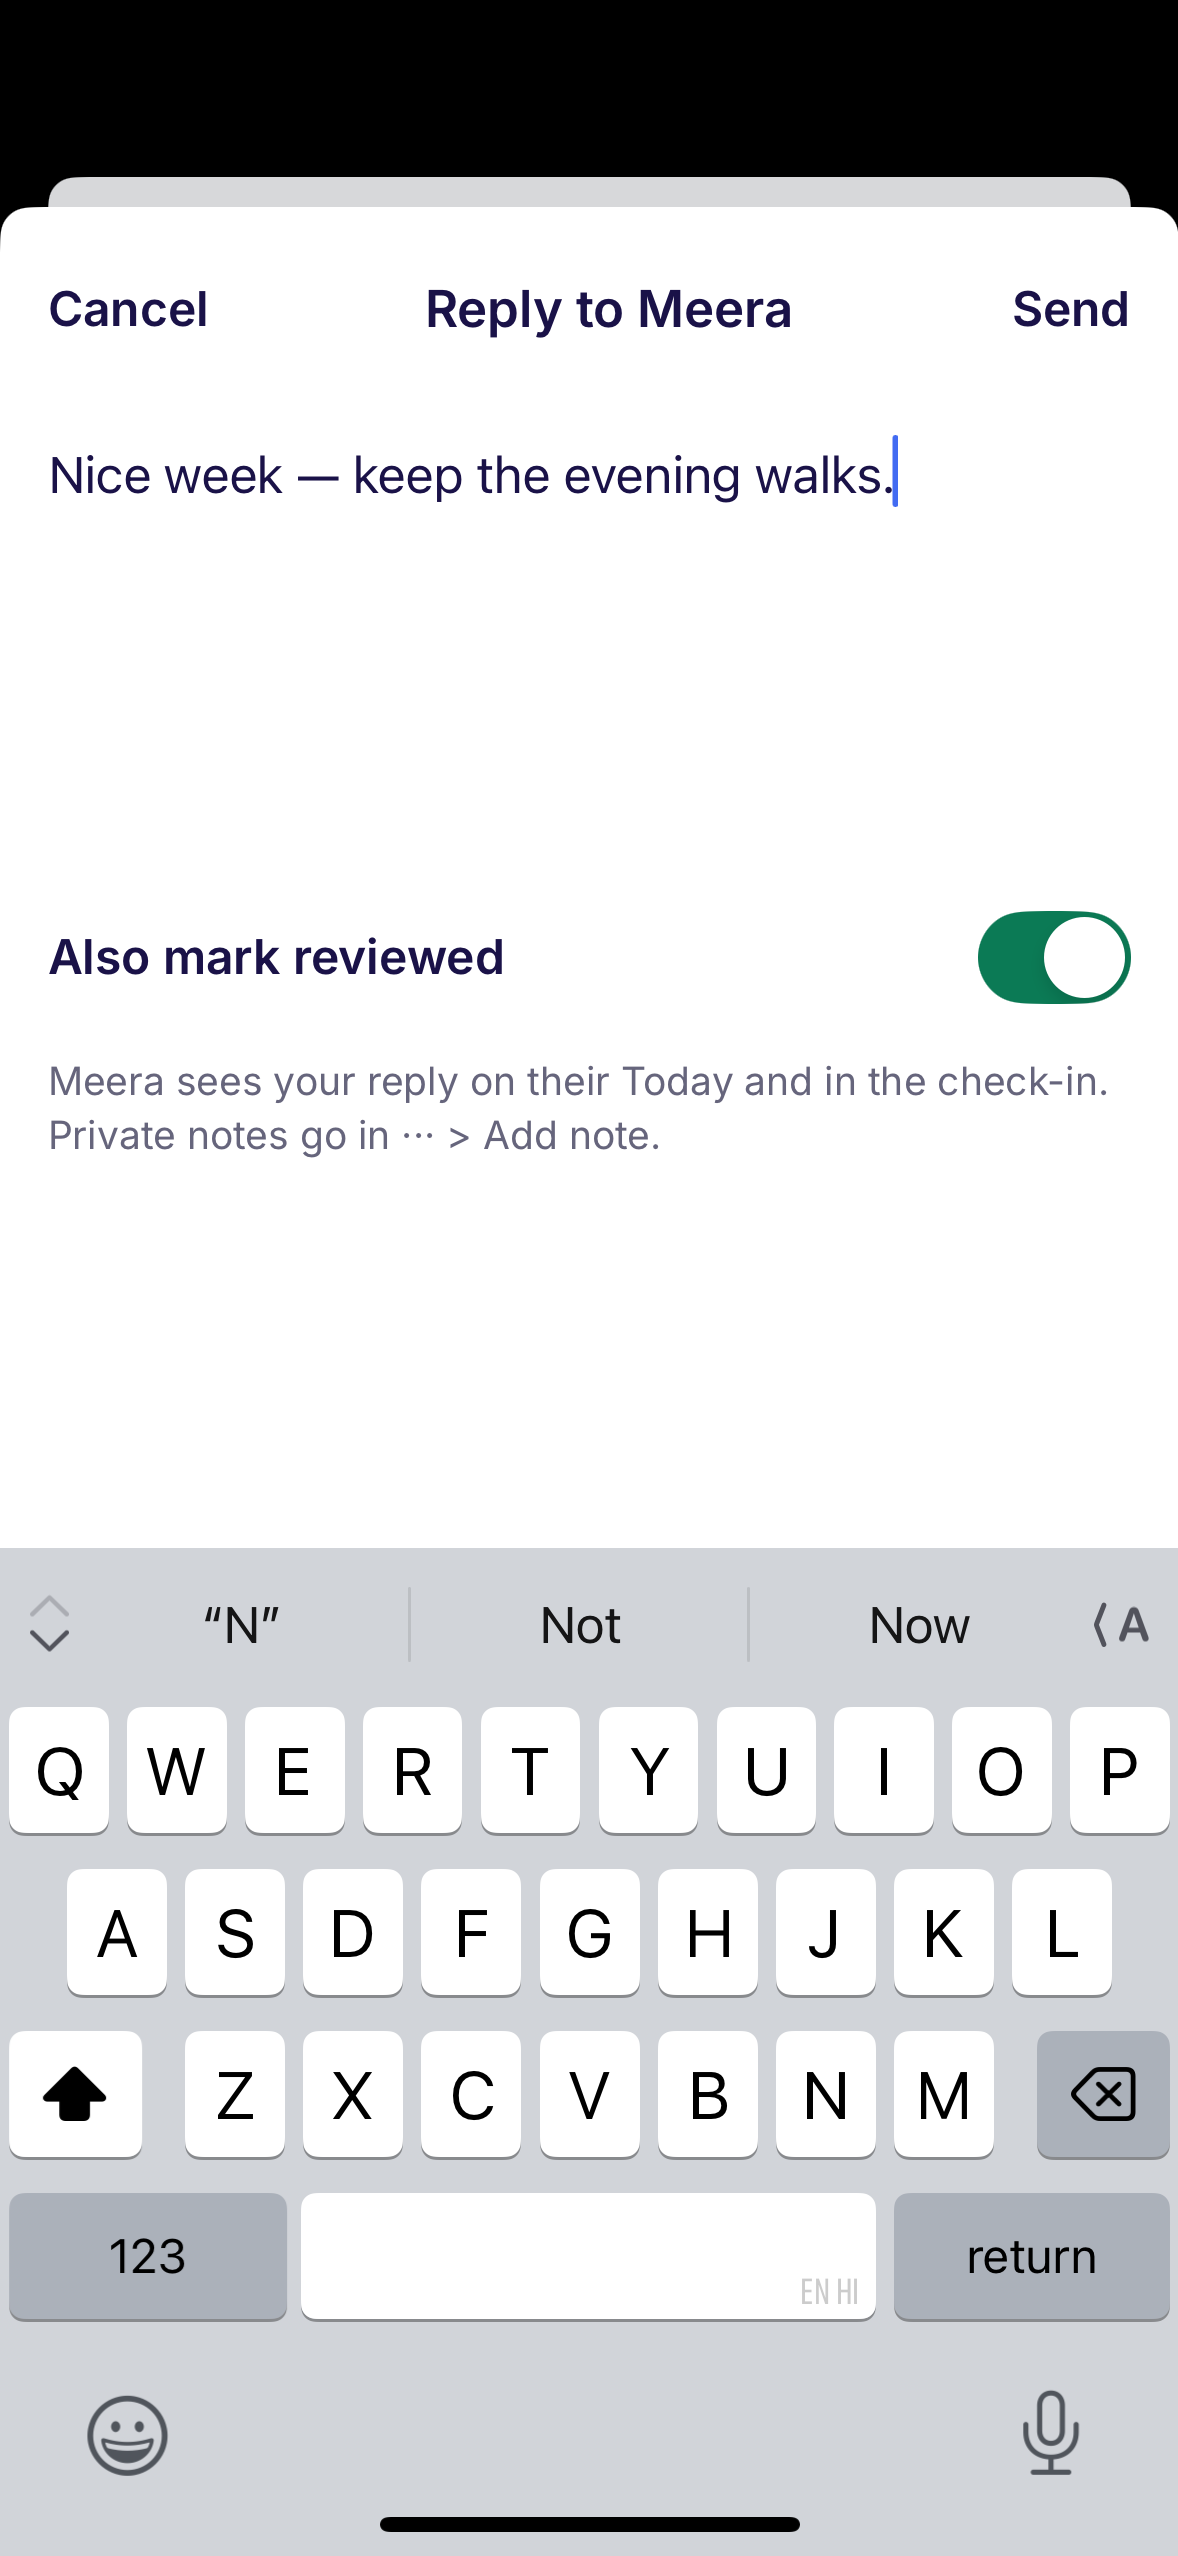 Cancel Reply to Meera Send
Nice week — keep the evening walks.
Also mark reviewed
Meera sees your reply on their Today and in the check-in.
Private notes go in ··· > Add note.
“N” Not Now A
Q W E R T Y U I O P
A S D F G H J K L
Z X C V B N M
123 EN HI return